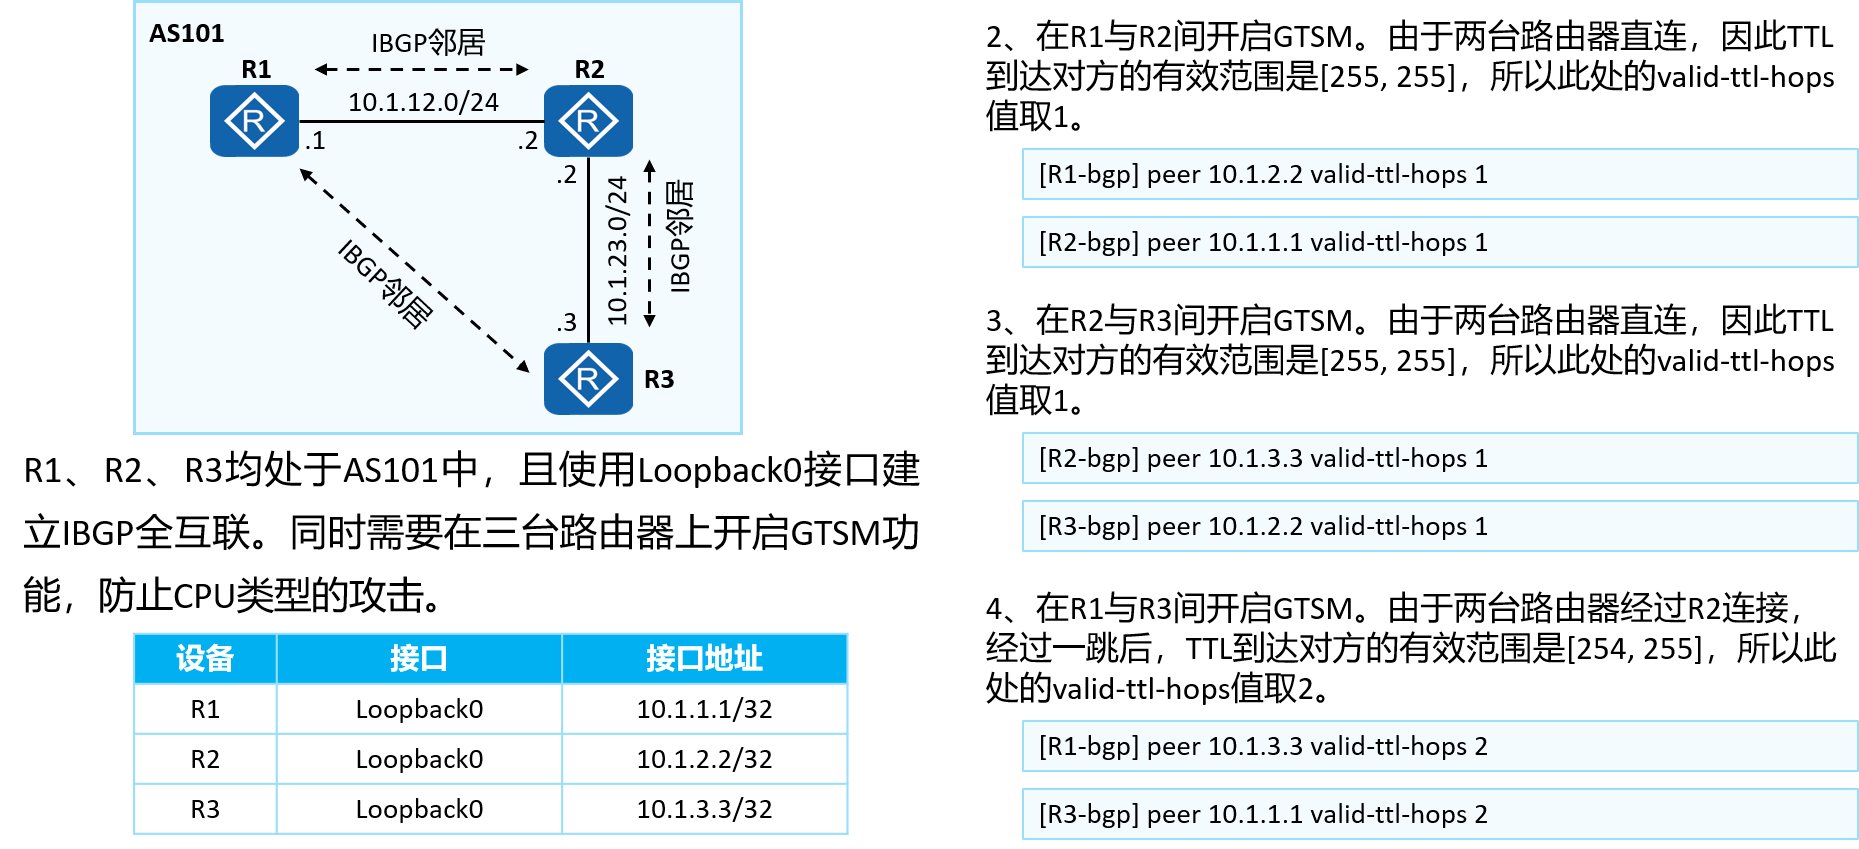 AS101
IBGP邻居
R1
R2
10.1.12.0/24
R
R
.1
.2
.2
10.1.23.0/24
IBGP邻居
IBGP邻居
.3
R
R3
R1、R2、R3均处于AS101中，且使用Loopback0接口建
立IBGP全互联。同时需要在三台路由器上开启GTSM功
能，防止CPU类型的攻击。
设备 接口 接口地址
R1 Loopback0 10.1.1.1/32
R2 Loopback0 10.1.2.2/32
R3 Loopback0 10.1.3.3/32
2、在R1与R2间开启GTSM。由于两台路由器直连，因此TTL
到达对方的有效范围是[255, 255]，所以此处的valid-ttl-hops
值取1。
[R1-bgp] peer 10.1.2.2 valid-ttl-hops 1
[R2-bgp] peer 10.1.1.1 valid-ttl-hops 1
3、在R2与R3间开启GTSM。由于两台路由器直连，因此TTL
到达对方的有效范围是[255, 255]，所以此处的valid-ttl-hops
值取1。
[R2-bgp] peer 10.1.3.3 valid-ttl-hops 1
[R3-bgp] peer 10.1.2.2 valid-ttl-hops 1
4、在R1与R3间开启GTSM。由于两台路由器经过R2连接，
经过一跳后，TTL到达对方的有效范围是[254, 255]，所以此
处的valid-ttl-hops值取2。
[R1-bgp] peer 10.1.3.3 valid-ttl-hops 2
[R3-bgp] peer 10.1.1.1 valid-ttl-hops 2